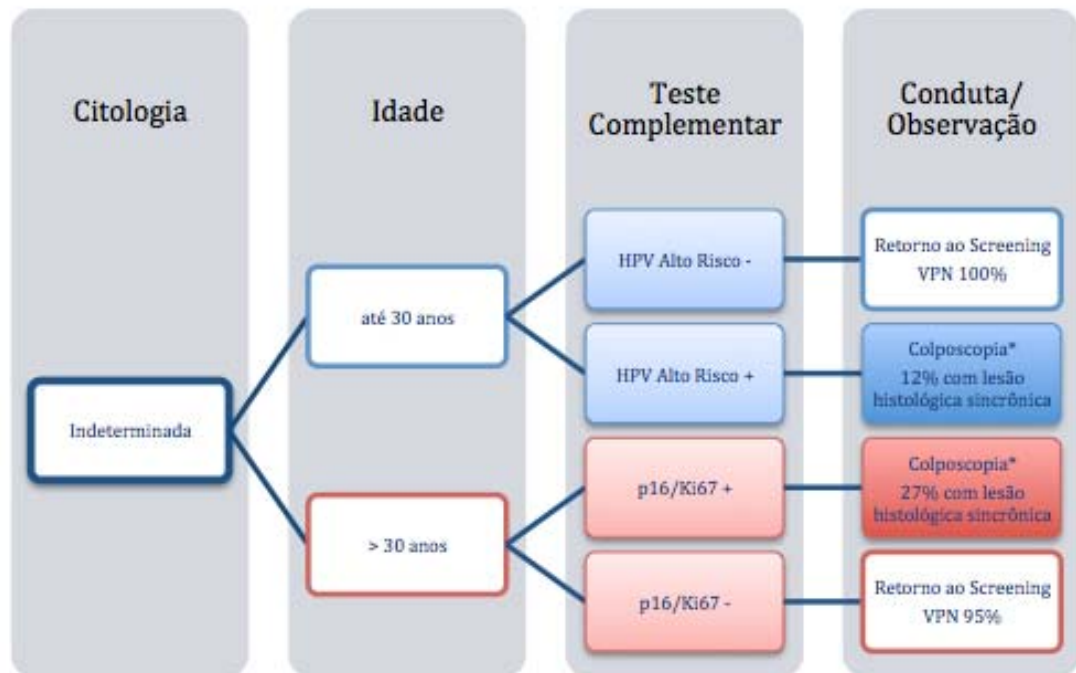 Citologia
Idade
Teste
Complementar
Conduta/
Observação
Indeterminada
até 30 anos
> 30 anos
HPV Alto Risco -
HPV Alto Risco +
p16/Ki67 +
p16/Ki67 -
Retorno ao Screening
VPN 100%
Colposcopia*
12% com lesão
histológica sincrônica
Colposcopia*
27% com lesão
histológica sincrônica
Retorno ao Screening
VPN 95%